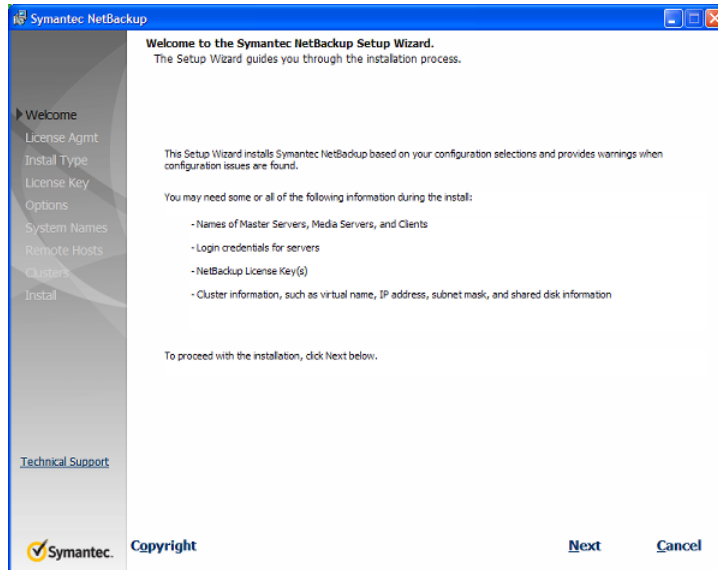 Symantec NetBackup
Welcome to the Symantec NetBackup Setup Wizard.
The Setup Wizard guides you through the installation process.
Welcome
License Agmt
Install Type
License Key
Options
System Names
Remote Hosts
Clusters
Install
This Setup Wizard installs Symantec NetBackup based on your configuration selections and provides warnings when
configuration issues are found.
You may need some or all of the following information during the install:
- Names of Master Servers, Media Servers, and Clients
- Login credentials for servers
- NetBackup License Key(s)
- Cluster information, such as virtual name, IP address, subnet mask, and shared disk information
To proceed with the installation, click Next below.
Technical Support
Symantec.
Copyright
Next
Cancel